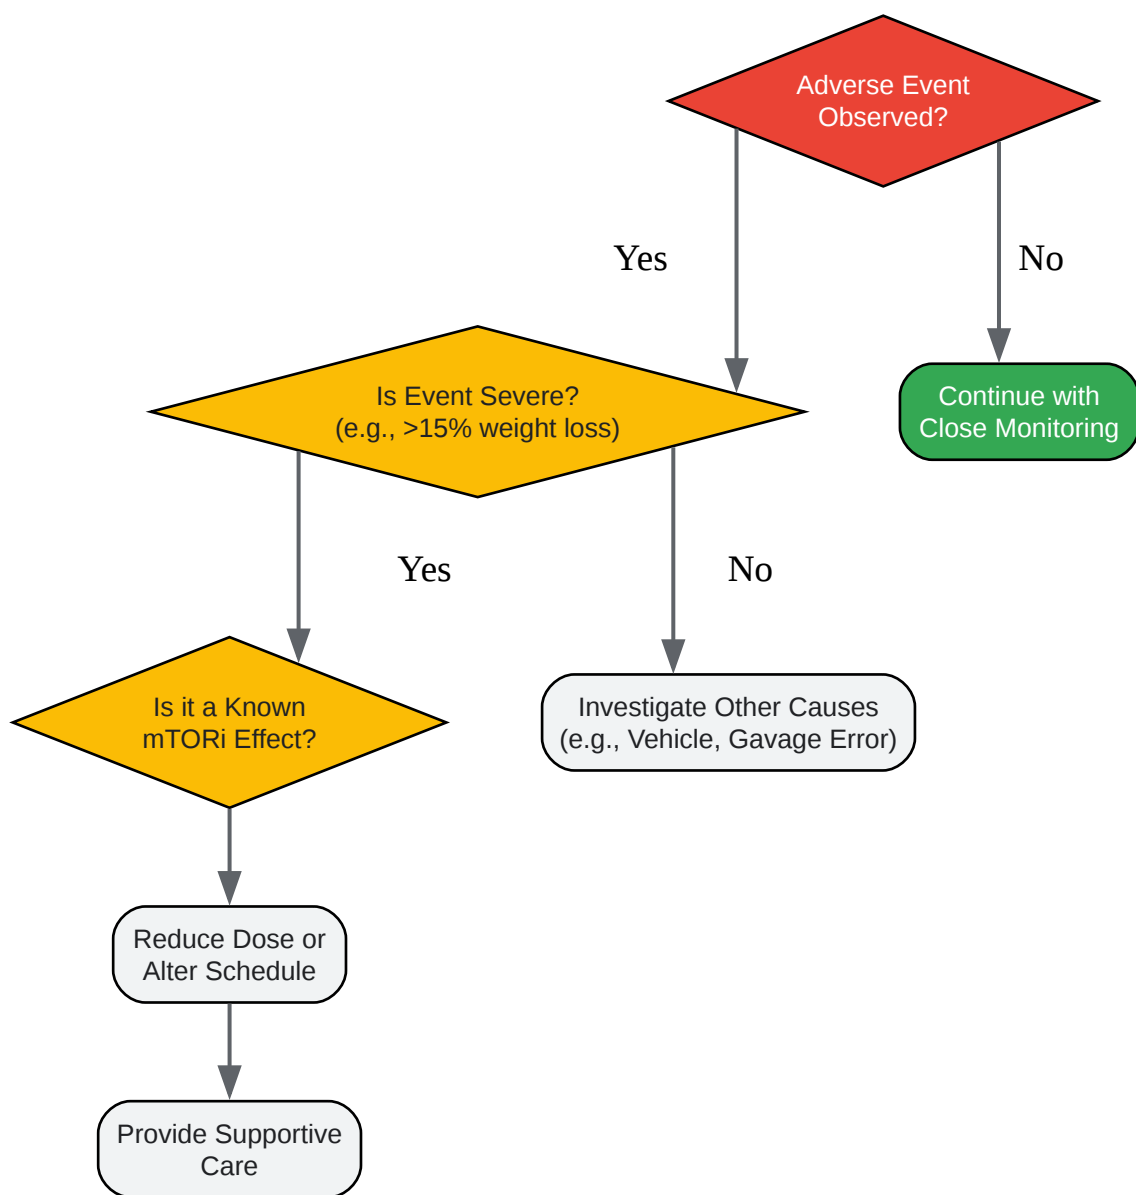 Adverse Event
Observed?
Yes
No
Is Event Severe?
(e.g., >15% weight loss)
Continue with
Close Monitoring
Yes
No
Is it a Known
mTORi Effect?
Investigate Other Causes
(e.g., Vehicle, Gavage Error)
Reduce Dose or
Alter Schedule
Provide Supportive
Care